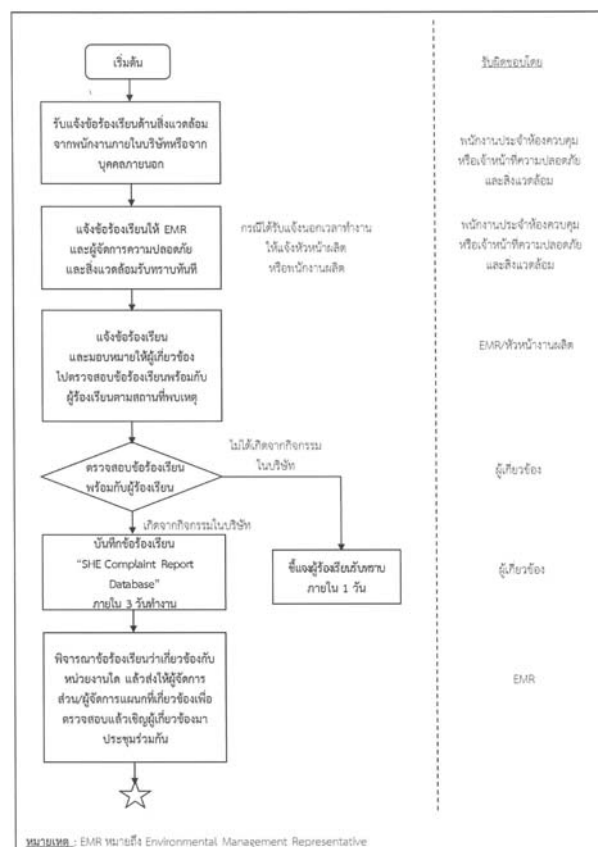 เริ่มต้น
รับผิดชอบโดย
รับแจ้งข้อร้องเรียนด้านสิ่งแวดล้อม
จากพนักงานภายในบริษัทหรือจาก
บุคคลภายนอก
พนักงานประจำห้องควบคุม
หรือเจ้าหน้าที่ความปลอดภัย
และสิ่งแวดล้อม
แจ้งข้อร้องเรียนให้ EMR
และผู้จัดการความปลอดภัย
และสิ่งแวดล้อมรับทราบทันที
กรณีได้รับแจ้งนอกเวลาทำงาน
ให้แจ้งหัวหน้าผลิต
หรือพนักงานผลิต
พนักงานประจำห้องควบคุม
หรือเจ้าหน้าที่ความปลอดภัย
และสิ่งแวดล้อม
แจ้งข้อร้องเรียน
และมอบหมายให้ผู้เกี่ยวข้อง
ไปตรวจสอบข้อร้องเรียนพร้อมกับ
ผู้ร้องเรียนตามสถานที่พบเหตุ
EMR/หัวหน้างานผลิต
ไม่ได้เกิดจากกิจกรรม
ในบริษัท
ตรวจสอบข้อร้องเรียน
พร้อมกับผู้ร้องเรียน
ผู้เกี่ยวข้อง
เกิดจากกิจกรรมในบริษัท
บันทึกข้อร้องเรียน
"SHE Complaint Report
Database"
ภายใน 3 วันทำงาน
ชี้แจงผู้ร้องเรียนรับทราบ
ภายใน 1 วัน
ผู้เกี่ยวข้อง
พิจารณาข้อร้องเรียนว่าเกี่ยวข้องกับ
หน่วยงานใด แล้วส่งให้ผู้จัดการ
ส่วน/ผู้จัดการแผนกที่เกี่ยวข้องเพื่อ
ตรวจสอบแล้วเชิญผู้เกี่ยวข้องมา
ประชุมร่วมกัน
EMR
หมายเหตุ : EMR หมายถึง Environmental Management Representative